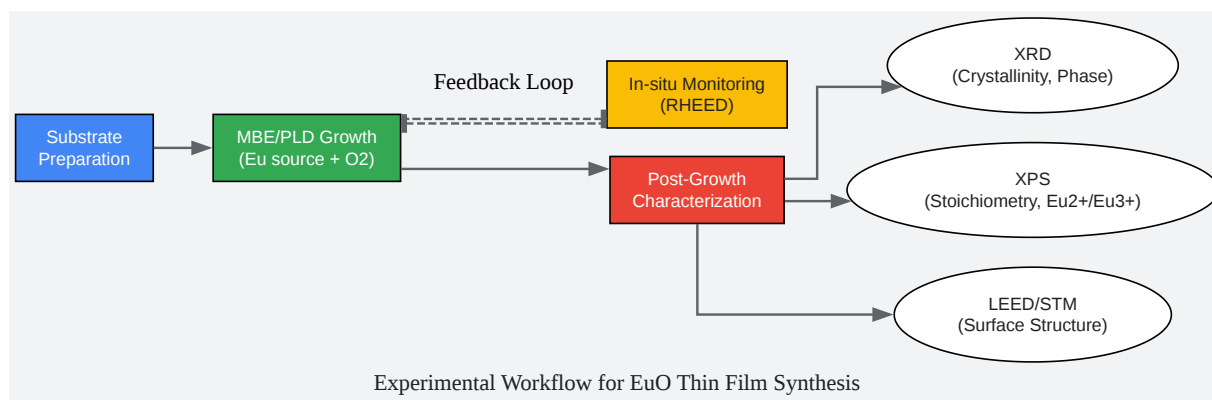 Substrate
Preparation
MBE/PLD Growth
(Eu source + O2)
Feedback Loop
In-situ Monitoring
(RHEED)
Post-Growth
Characterization
XRD
(Crystallinity, Phase)
XPS
(Stoichiometry, Eu2+/Eu3+)
LEED/STM
(Surface Structure)
Experimental Workflow for EuO Thin Film Synthesis